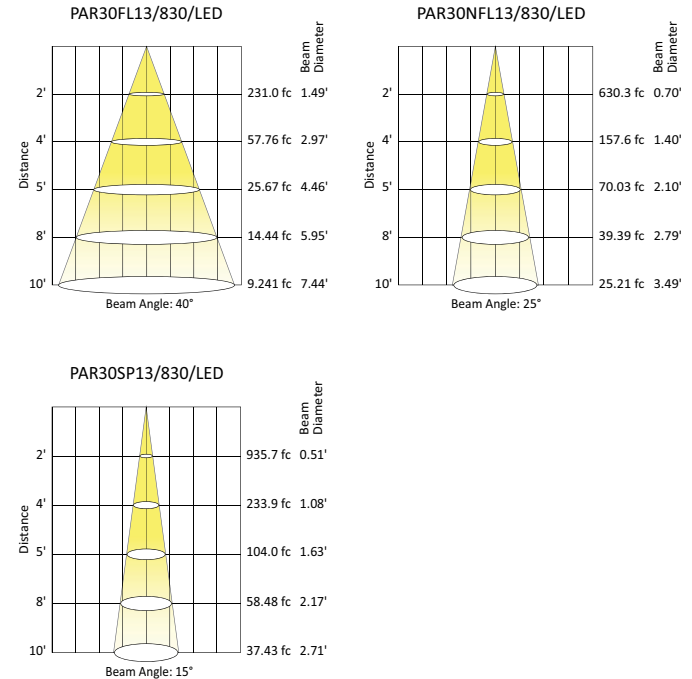 PAR30FL13/830/LED
Beam
Diameter
Distance
2' 231.0 fc 1.49'
4' 57.76 fc 2.97'
5' 25.67 fc 4.46'
8' 14.44 fc 5.95'
10' 9.241 fc 7.44'
Beam Angle: 40°
PAR30NFL13/830/LED
Beam
Diameter
Distance
2' 630.3 fc 0.70'
4' 157.6 fc 1.40'
5' 70.03 fc 2.10'
8' 39.39 fc 2.79'
10' 25.21 fc 3.49'
Beam Angle: 25°
PAR30SP13/830/LED
Beam
Diameter
Distance
2' 935.7 fc 0.51'
4' 233.9 fc 1.08'
5' 104.0 fc 1.63'
8' 58.48 fc 2.17'
10' 37.43 fc 2.71'
Beam Angle: 15°